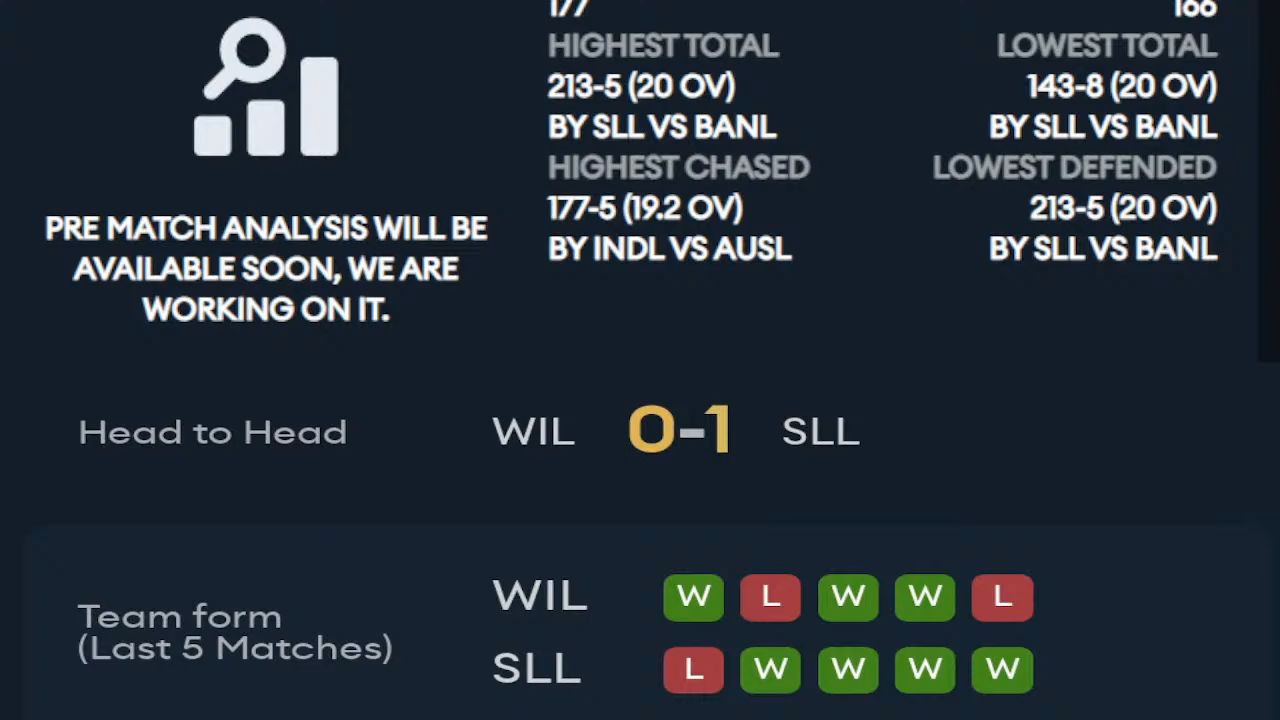 177
166
HIGHEST TOTAL
LOWEST TOTAL
213-5 (20 OV)
143-8 (20 OV)
BY SLL VS BANL
BY SLL VS BANL
HIGHEST CHASED
LOWEST DEFENDED
177-5 (19.2 OV)
213-5 (20 OV)
BY INDL VS AUSL
BY SLL VS BANL
PRE MATCH ANALYSIS WILL BE
AVAILABLE SOON, WE ARE
WORKING ON IT.
Head to Head WIL 0-1 SLL
Team form
(Last 5 Matches)
WIL W L W W L
SLL L W W W W